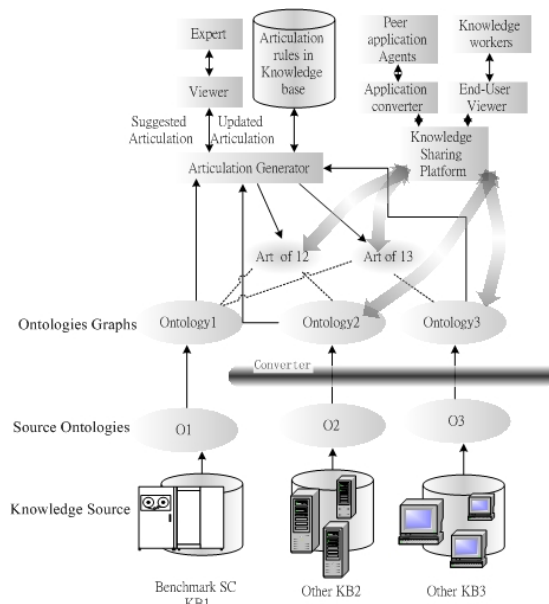 Expert
Articulation
rules in
Knowledge
base
Peer
application
Agents
Knowledge
workers
Viewer
Application
converter
End-User
Viewer
Suggested
Articulation
Updated
Articulation
Knowledge
Sharing
Platform
Articulation Generator
Art of 12
Art of 13
Ontologies Graphs
Ontology1
Ontology2
Ontology3
Converter
Source Ontologies
O1
O2
O3
Knowledge Source
Benchmark SC
KB1
Other KB2
Other KB3